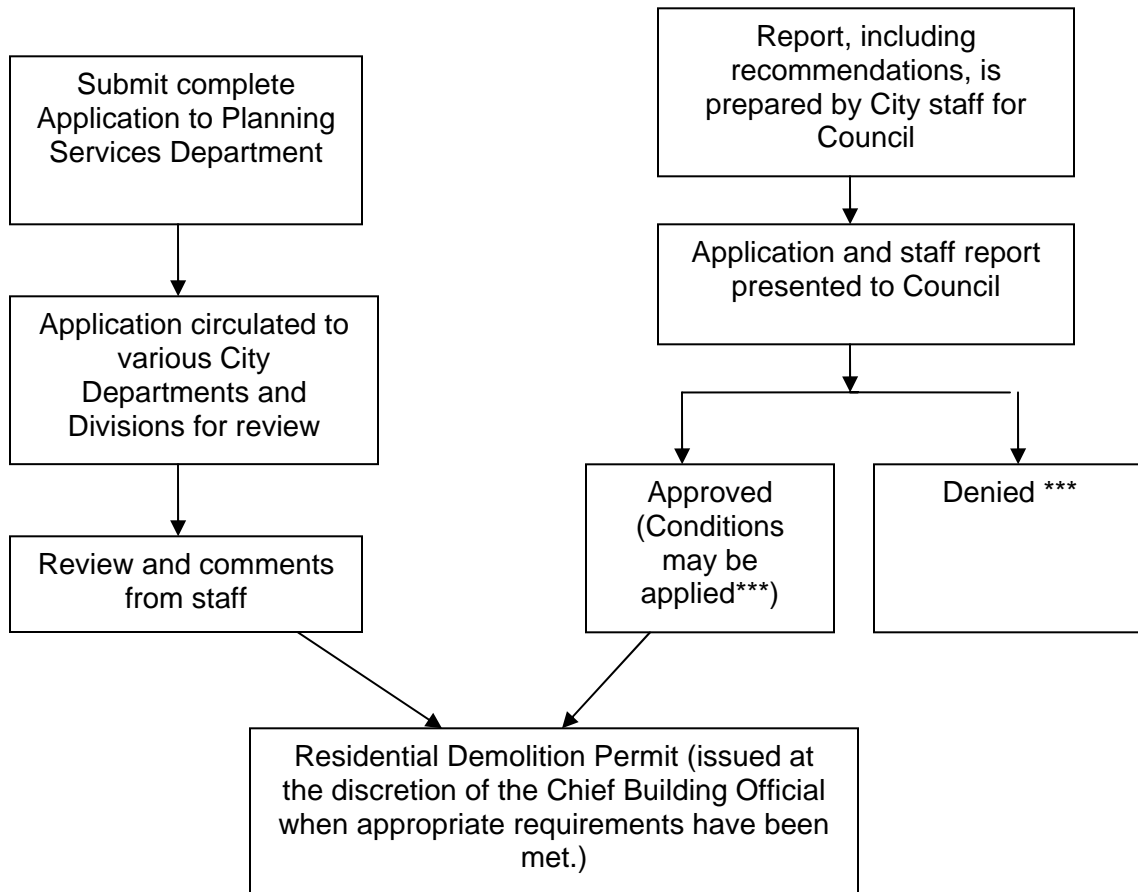 Submit complete
Application to Planning
Services Department
Application circulated to
various City
Departments and
Divisions for review
Review and comments
from staff
Report, including
recommendations, is
prepared by City staff for
Council
Application and staff report
presented to Council
Approved
(Conditions
may be
applied***)
Denied ***
Residential Demolition Permit (issued at
the discretion of the Chief Building Official
when appropriate requirements have been
met.)